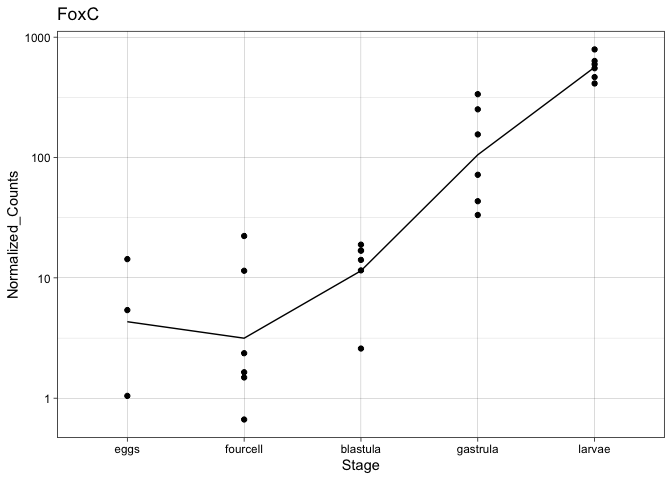 FoxC
1000
100
10
1
Normalized_Counts
eggs fourcell blastula gastrula larvae
Stage